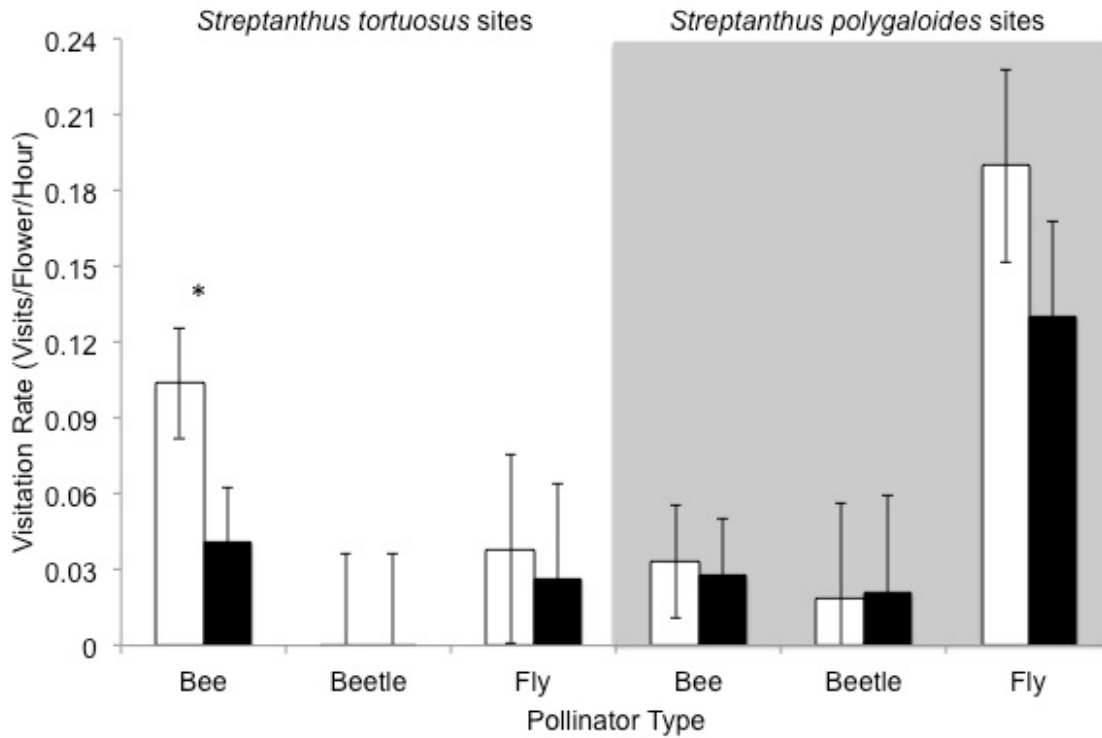 Streptanthus tortuosus sites
Streptanthus polygaloides sites
Visitation Rate (Visits/Flower/Hour)
0.24
0.21
0.18
0.15
0.12
0.09
0.06
0.03
0
*
Bee
Beetle
Fly
Bee
Beetle
Fly
Pollinator Type